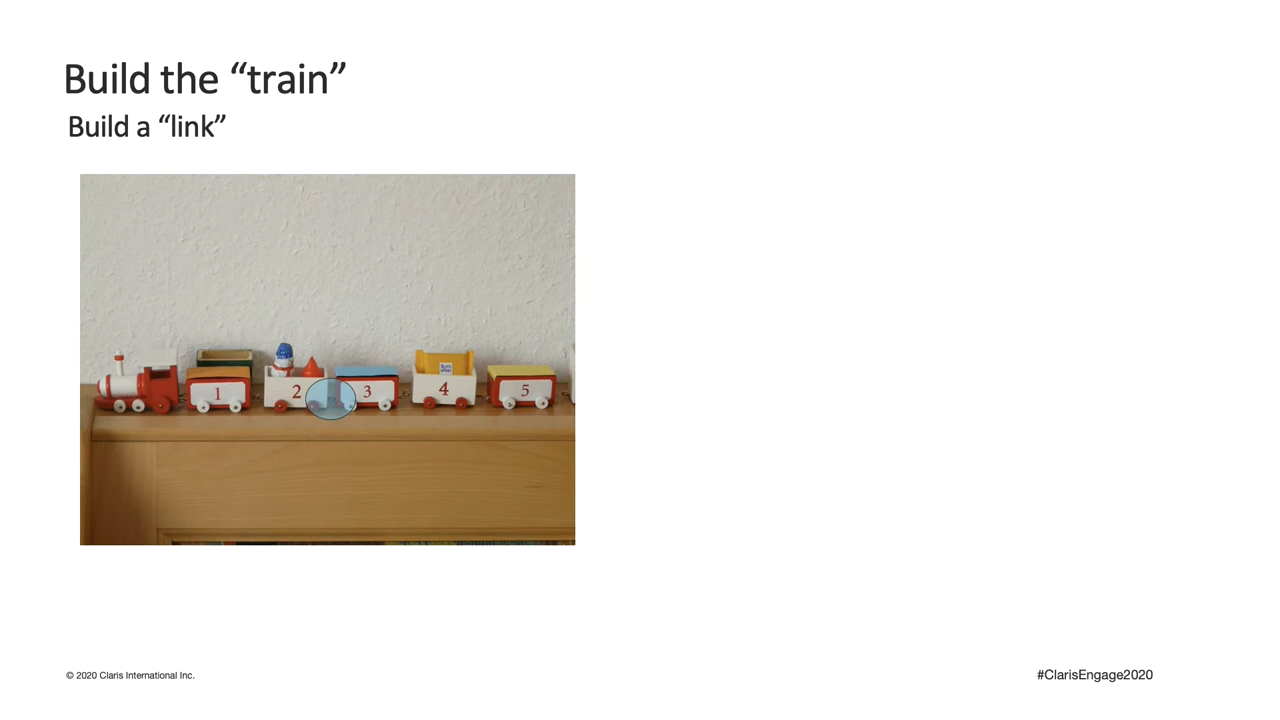 Build the “train”
Build a “link”
1 2 3 4 5
© 2020 Claris International Inc.
#ClarisEngage2020